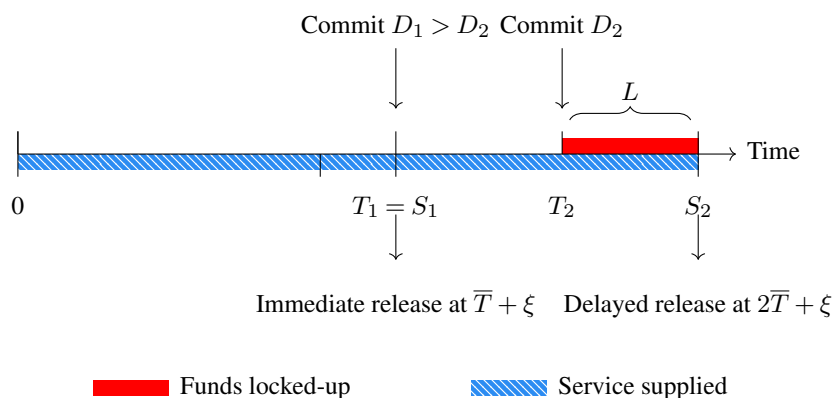 Commit D₁ > D₂ Commit D₂
L
Time
0 T₁ = S₁ T₂ S₂
Immediate release at T̅ + ξ Delayed release at 2T̅ + ξ
Funds locked-up Service supplied